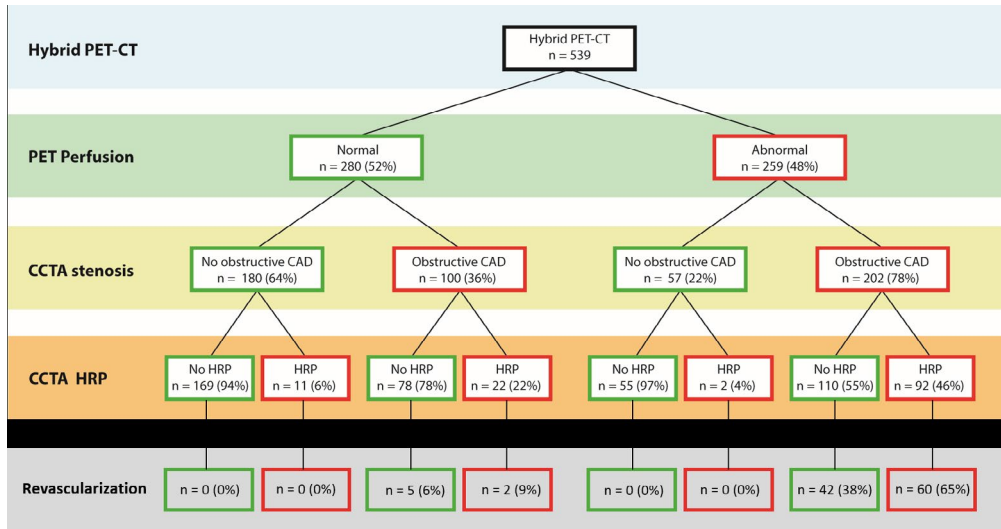 Hybrid PET-CT
Hybrid PET-CT
n = 539
PET Perfusion
Normal
n = 280 (52%)
Abnormal
n = 259 (48%)
CCTA stenosis
No obstructive CAD
n = 180 (64%)
Obstructive CAD
n = 100 (36%)
No obstructive CAD
n = 57 (22%)
Obstructive CAD
n = 202 (78%)
CCTA HRP
No HRP
n = 169 (94%)
HRP
n = 11 (6%)
No HRP
n = 78 (78%)
HRP
n = 22 (22%)
No HRP
n = 55 (97%)
HRP
n = 2 (4%)
No HRP
n = 110 (55%)
HRP
n = 92 (46%)
Revascularization
n = 0 (0%)
n = 0 (0%)
n = 5 (6%)
n = 2 (9%)
n = 0 (0%)
n = 0 (0%)
n = 42 (38%)
n = 60 (65%)